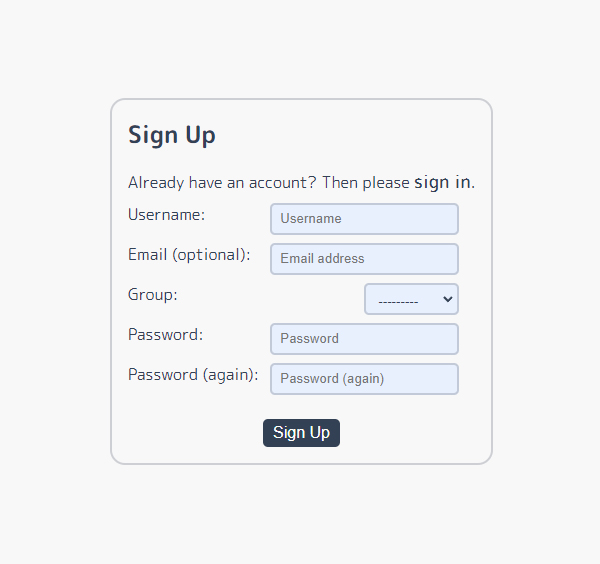 Sign Up
Already have an account? Then please sign in.
Username: Username
Email (optional): Email address
Group: ---------
Password: Password
Password (again): Password (again)
Sign Up